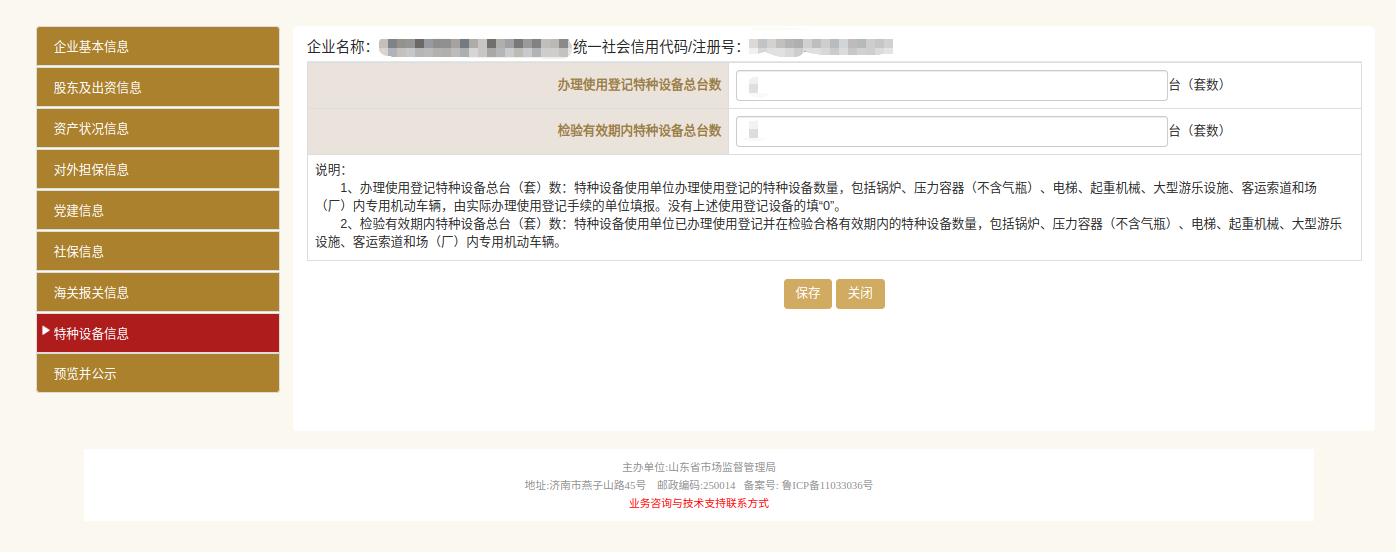 企业基本信息
股东及出资信息
资产状况信息
对外担保信息
党建信息
社保信息
海关报关信息
特种设备信息
预览并公示
企业名称： 统一社会信用代码/注册号：
办理使用登记特种设备总台数 台（套数）
检验有效期内特种设备总台数 台（套数）
说明：
1、办理使用登记特种设备总台（套）数：特种设备使用单位办理使用登记的特种设备数量，包括锅炉、压力容器（不含气瓶）、电梯、起重机械、大型游乐设施、客运索道和场
（厂）内专用机动车辆，由实际办理使用登记手续的单位填报。没有上述使用登记设备的填“0”。
2、检验有效期内特种设备总台（套）数：特种设备使用单位已办理使用登记并在检验合格有效期内的特种设备数量，包括锅炉、压力容器（不含气瓶）、电梯、起重机械、大型游乐
设施、客运索道和场（厂）内专用机动车辆。
保存 关闭
主办单位:山东省市场监督管理局
地址:济南市燕子山路45号 邮政编码:250014 备案号: 鲁ICP备11033036号
业务咨询与技术支持联系方式